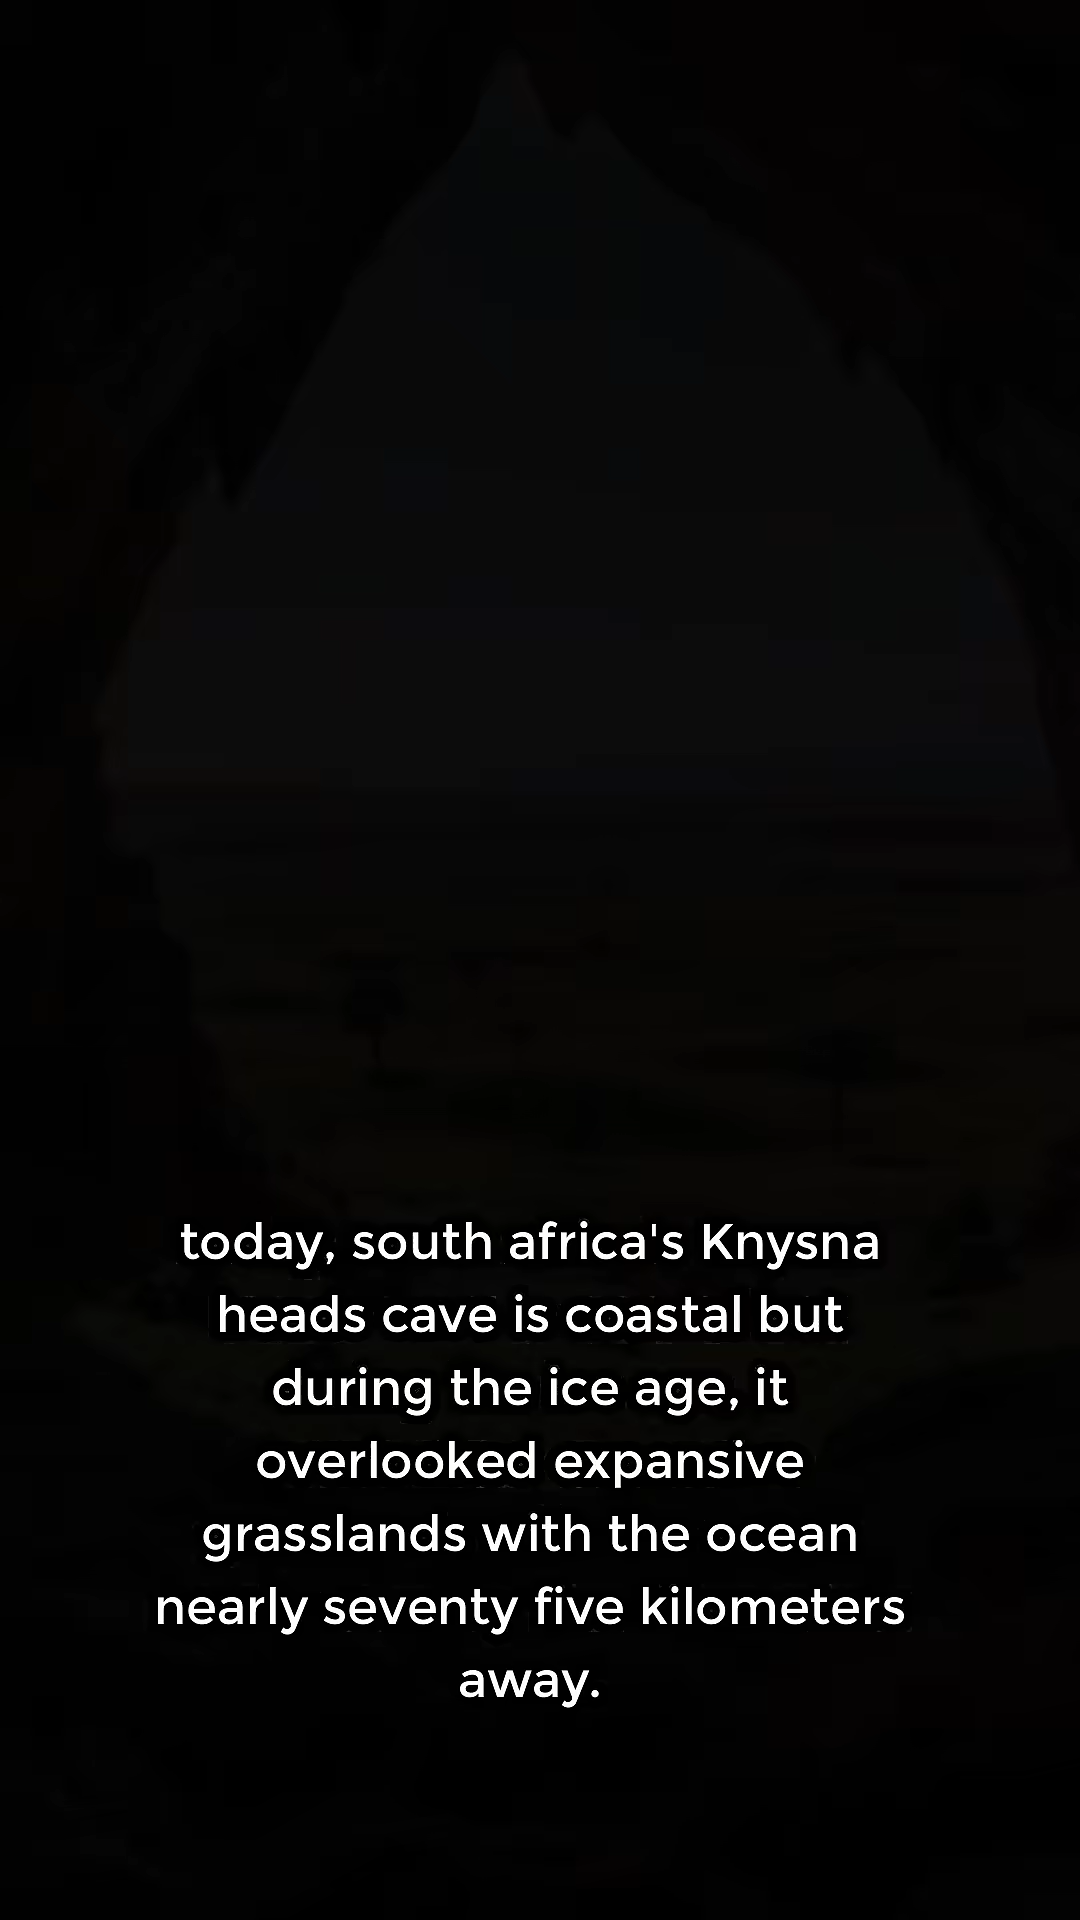 today, south africa's Knysna
heads cave is coastal but
during the ice age, it
overlooked expansive
grasslands with the ocean
nearly seventy five kilometers
away.